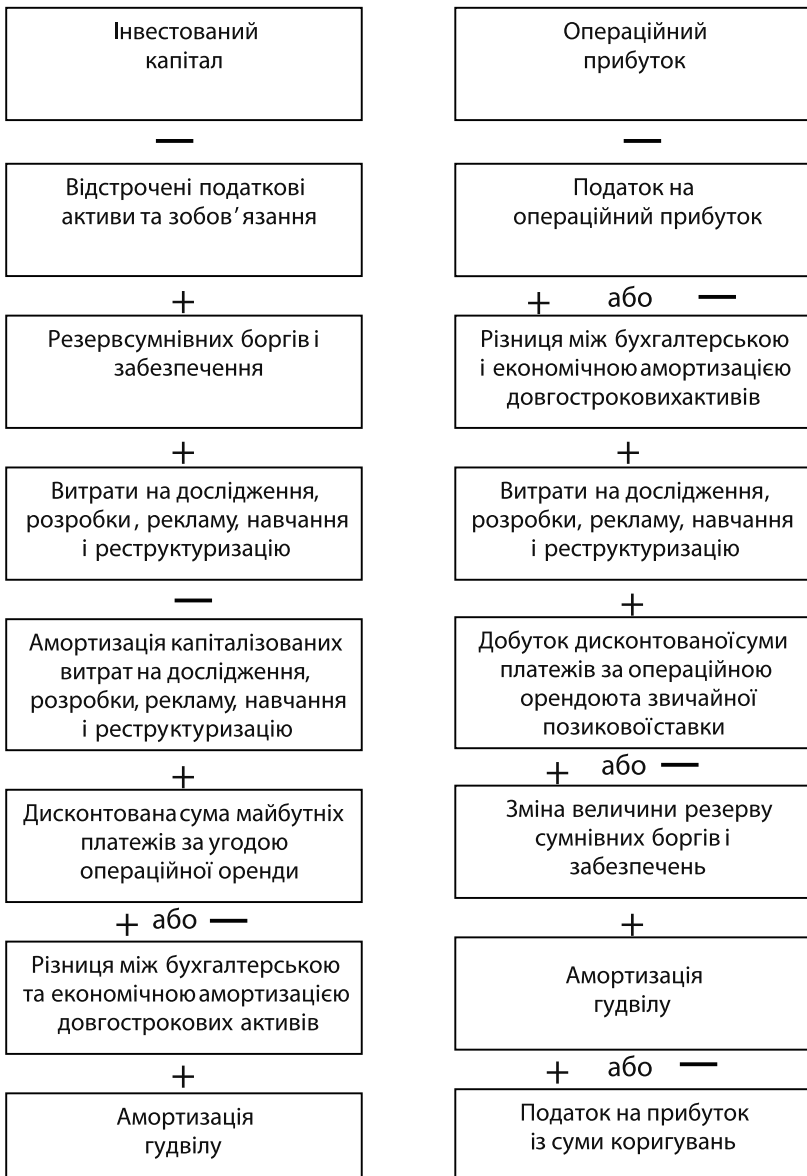 Інвестований
капітал
—
Відстрочені податкові
активи та зобов’язання
+
Резервсумнівних боргів і
забезпечення
+
Витрати на дослідження,
розробки, рекламу, навчання
і реструктуризацію
—
Амортизація капіталізованих
витрат на дослідження,
розробки, рекламу, навчання
і реструктуризацію
+
Дисконтована сума майбутніх
платежів за угодою
операційної оренди
+ або —
Різниця між бухгалтерською
та економічною амортизацією
довгострокових активів
+
Амортизація
гудвілу
Операційний
прибуток
—
Податок на
операційний прибуток
+ або —
Різниця між бухгалтерською
і економічною амортизацією
довгостроковихактивів
+
Витрати на дослідження,
розробки, рекламу, навчання
і реструктуризацію
+
Добуток дисконтованоїсуми
платежів за операційною
орендоюта звичайної
позиковоїставки
+ або —
Зміна величини резерву
сумнівних боргів і
забезпечень
+
Амортизація
гудвілу
+ або —
Податок на прибуток
із суми коригувань